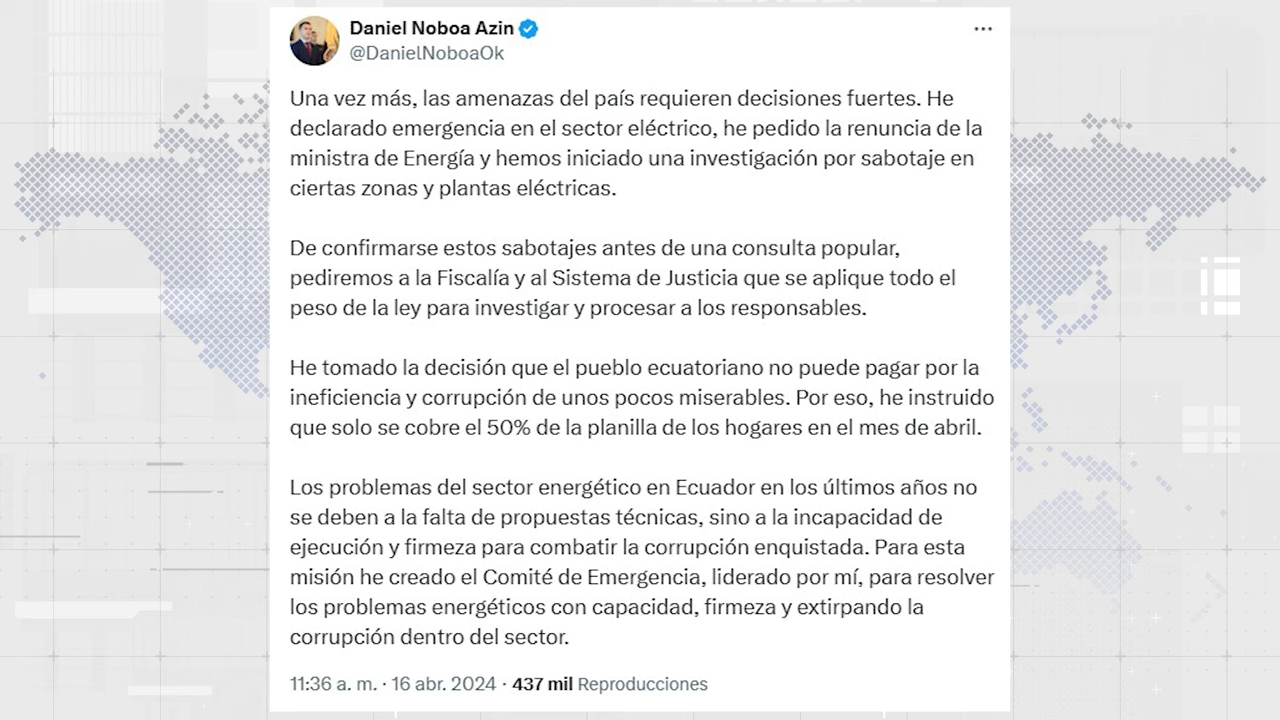 Daniel Noboa Azin
@DanielNoboaOk
Una vez más, las amenazas del país requieren decisiones fuertes. He
declarado emergencia en el sector eléctrico, he pedido la renuncia de la
ministra de Energía y hemos iniciado una investigación por sabotaje en
ciertas zonas y plantas eléctricas.
De confirmarse estos sabotajes antes de una consulta popular,
pediremos a la Fiscalía y al Sistema de Justicia que se aplique todo el
peso de la ley para investigar y procesar a los responsables.
He tomado la decisión que el pueblo ecuatoriano no puede pagar por la
ineficiencia y corrupción de unos pocos miserables. Por eso, he instruido
que solo se cobre el 50% de la planilla de los hogares en el mes de abril.
Los problemas del sector energético en Ecuador en los últimos años no
se deben a la falta de propuestas técnicas, sino a la incapacidad de
ejecución y firmeza para combatir la corrupción enquistada. Para esta
misión he creado el Comité de Emergencia, liderado por mí, para resolver
los problemas energéticos con capacidad, firmeza y extirpando la
corrupción dentro del sector.
11:36 a. m. · 16 abr. 2024 · 437 mil Reproducciones